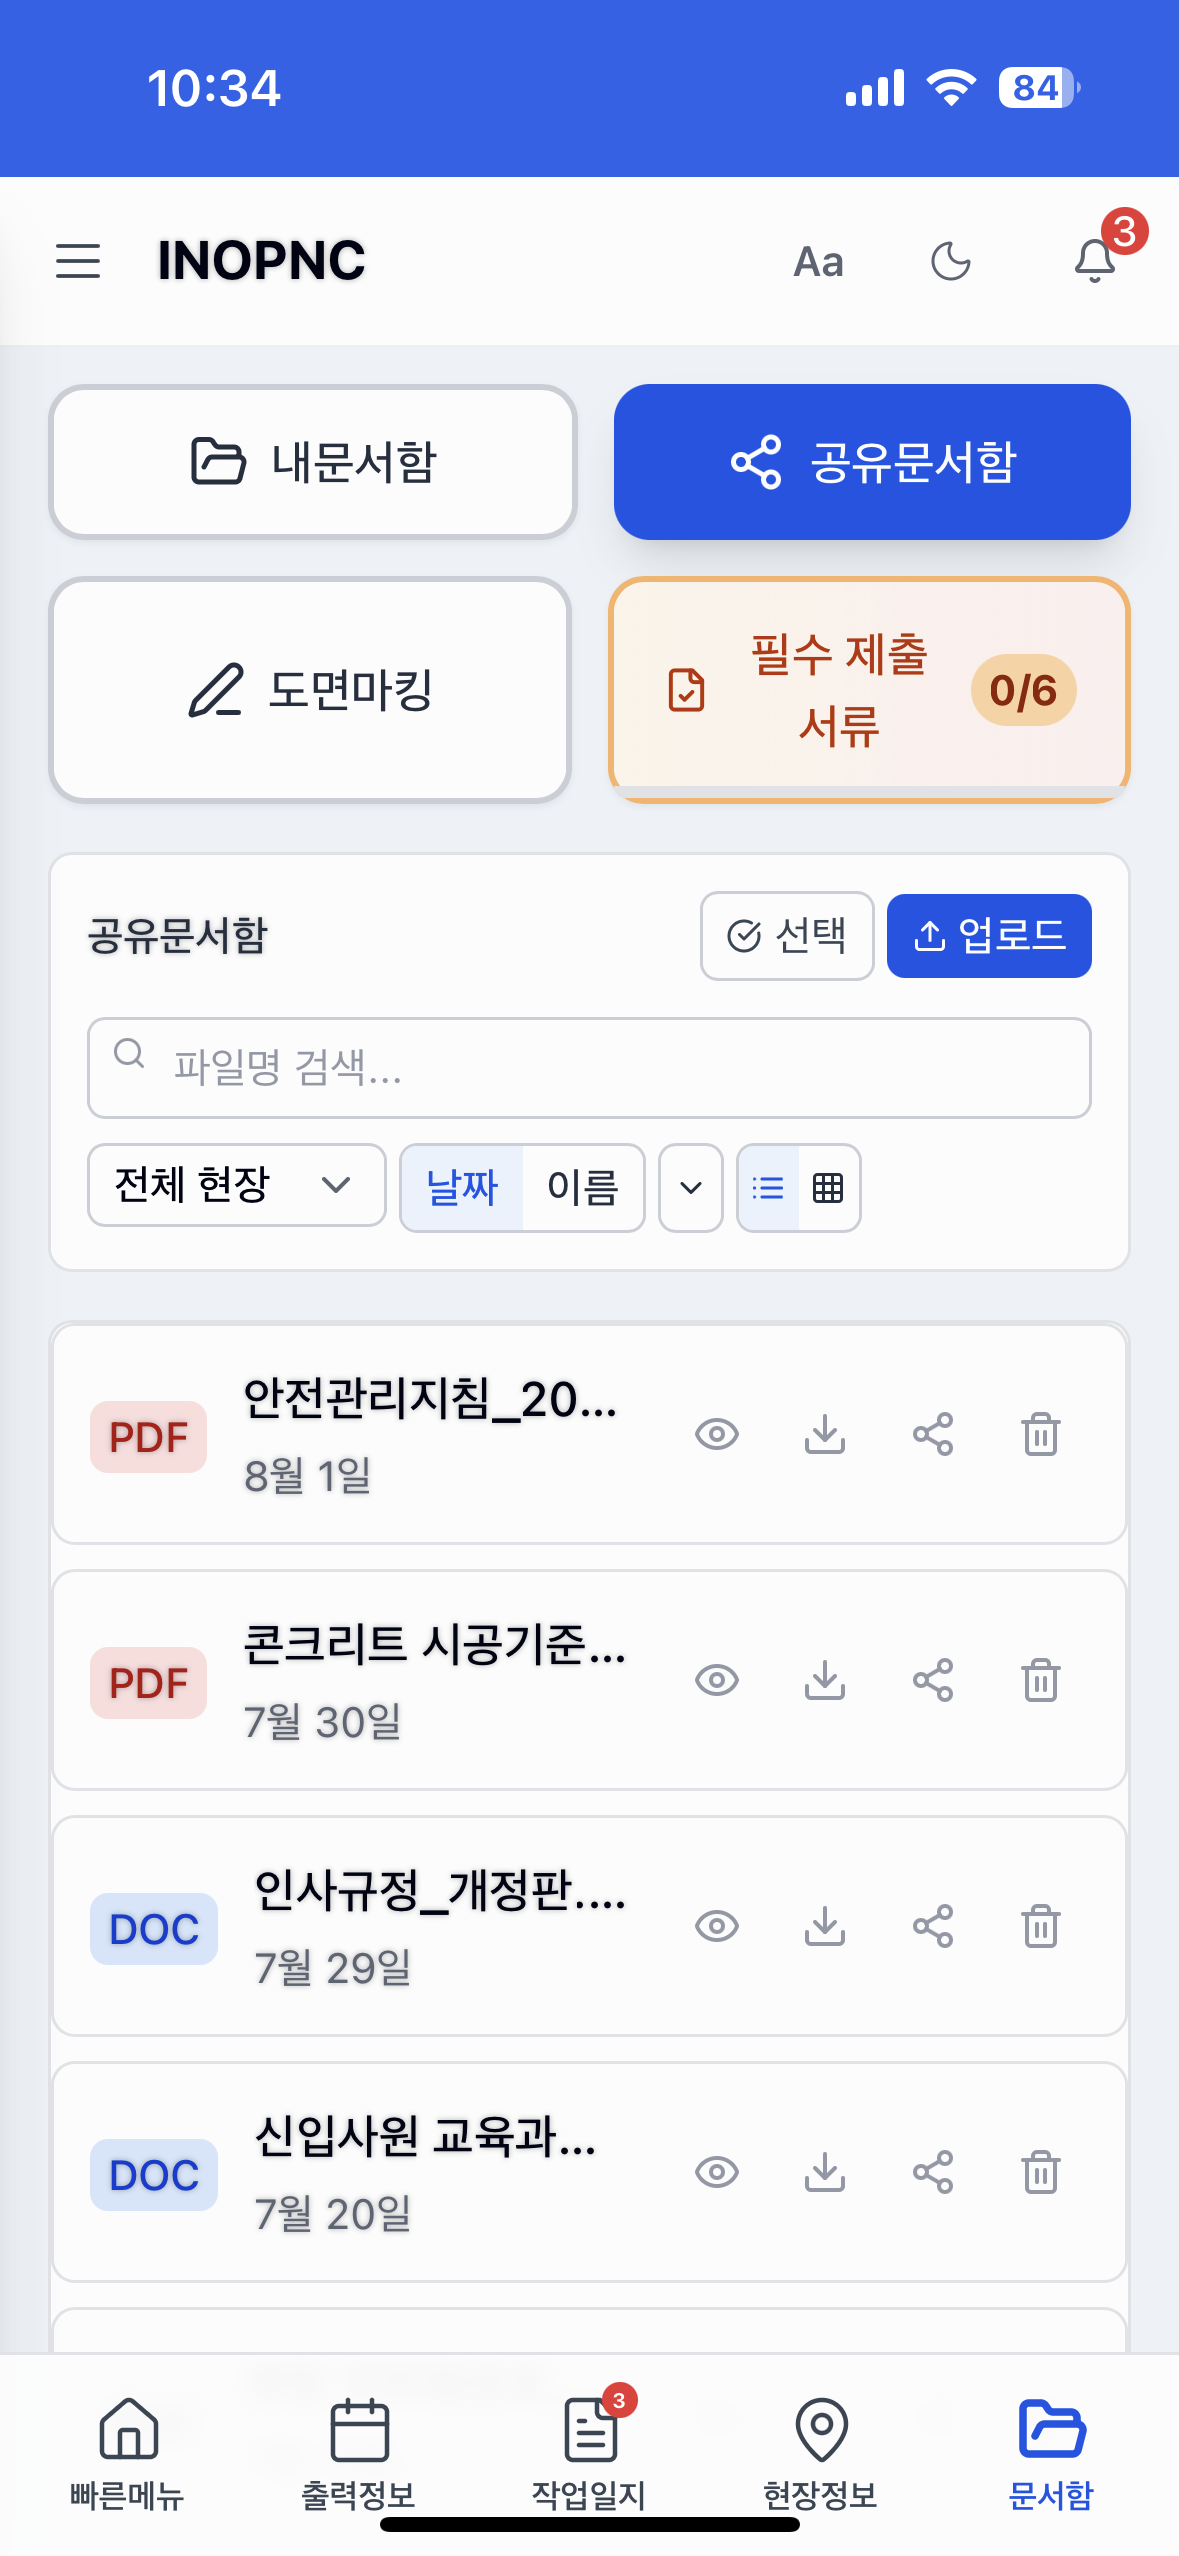 10:34
84
INOPNC
Aa
3
내문서함
공유문서함
도면마킹
필수 제출
서류
0/6
공유문서함
선택
업로드
파일명 검색...
전체 현장
날짜
이름
PDF
안전관리지침_20...
8월 1일
PDF
콘크리트 시공기준...
7월 30일
DOC
인사규정_개정판....
7월 29일
DOC
신입사원 교육과...
7월 20일
3
빠른메뉴
출력정보
작업일지
현장정보
문서함